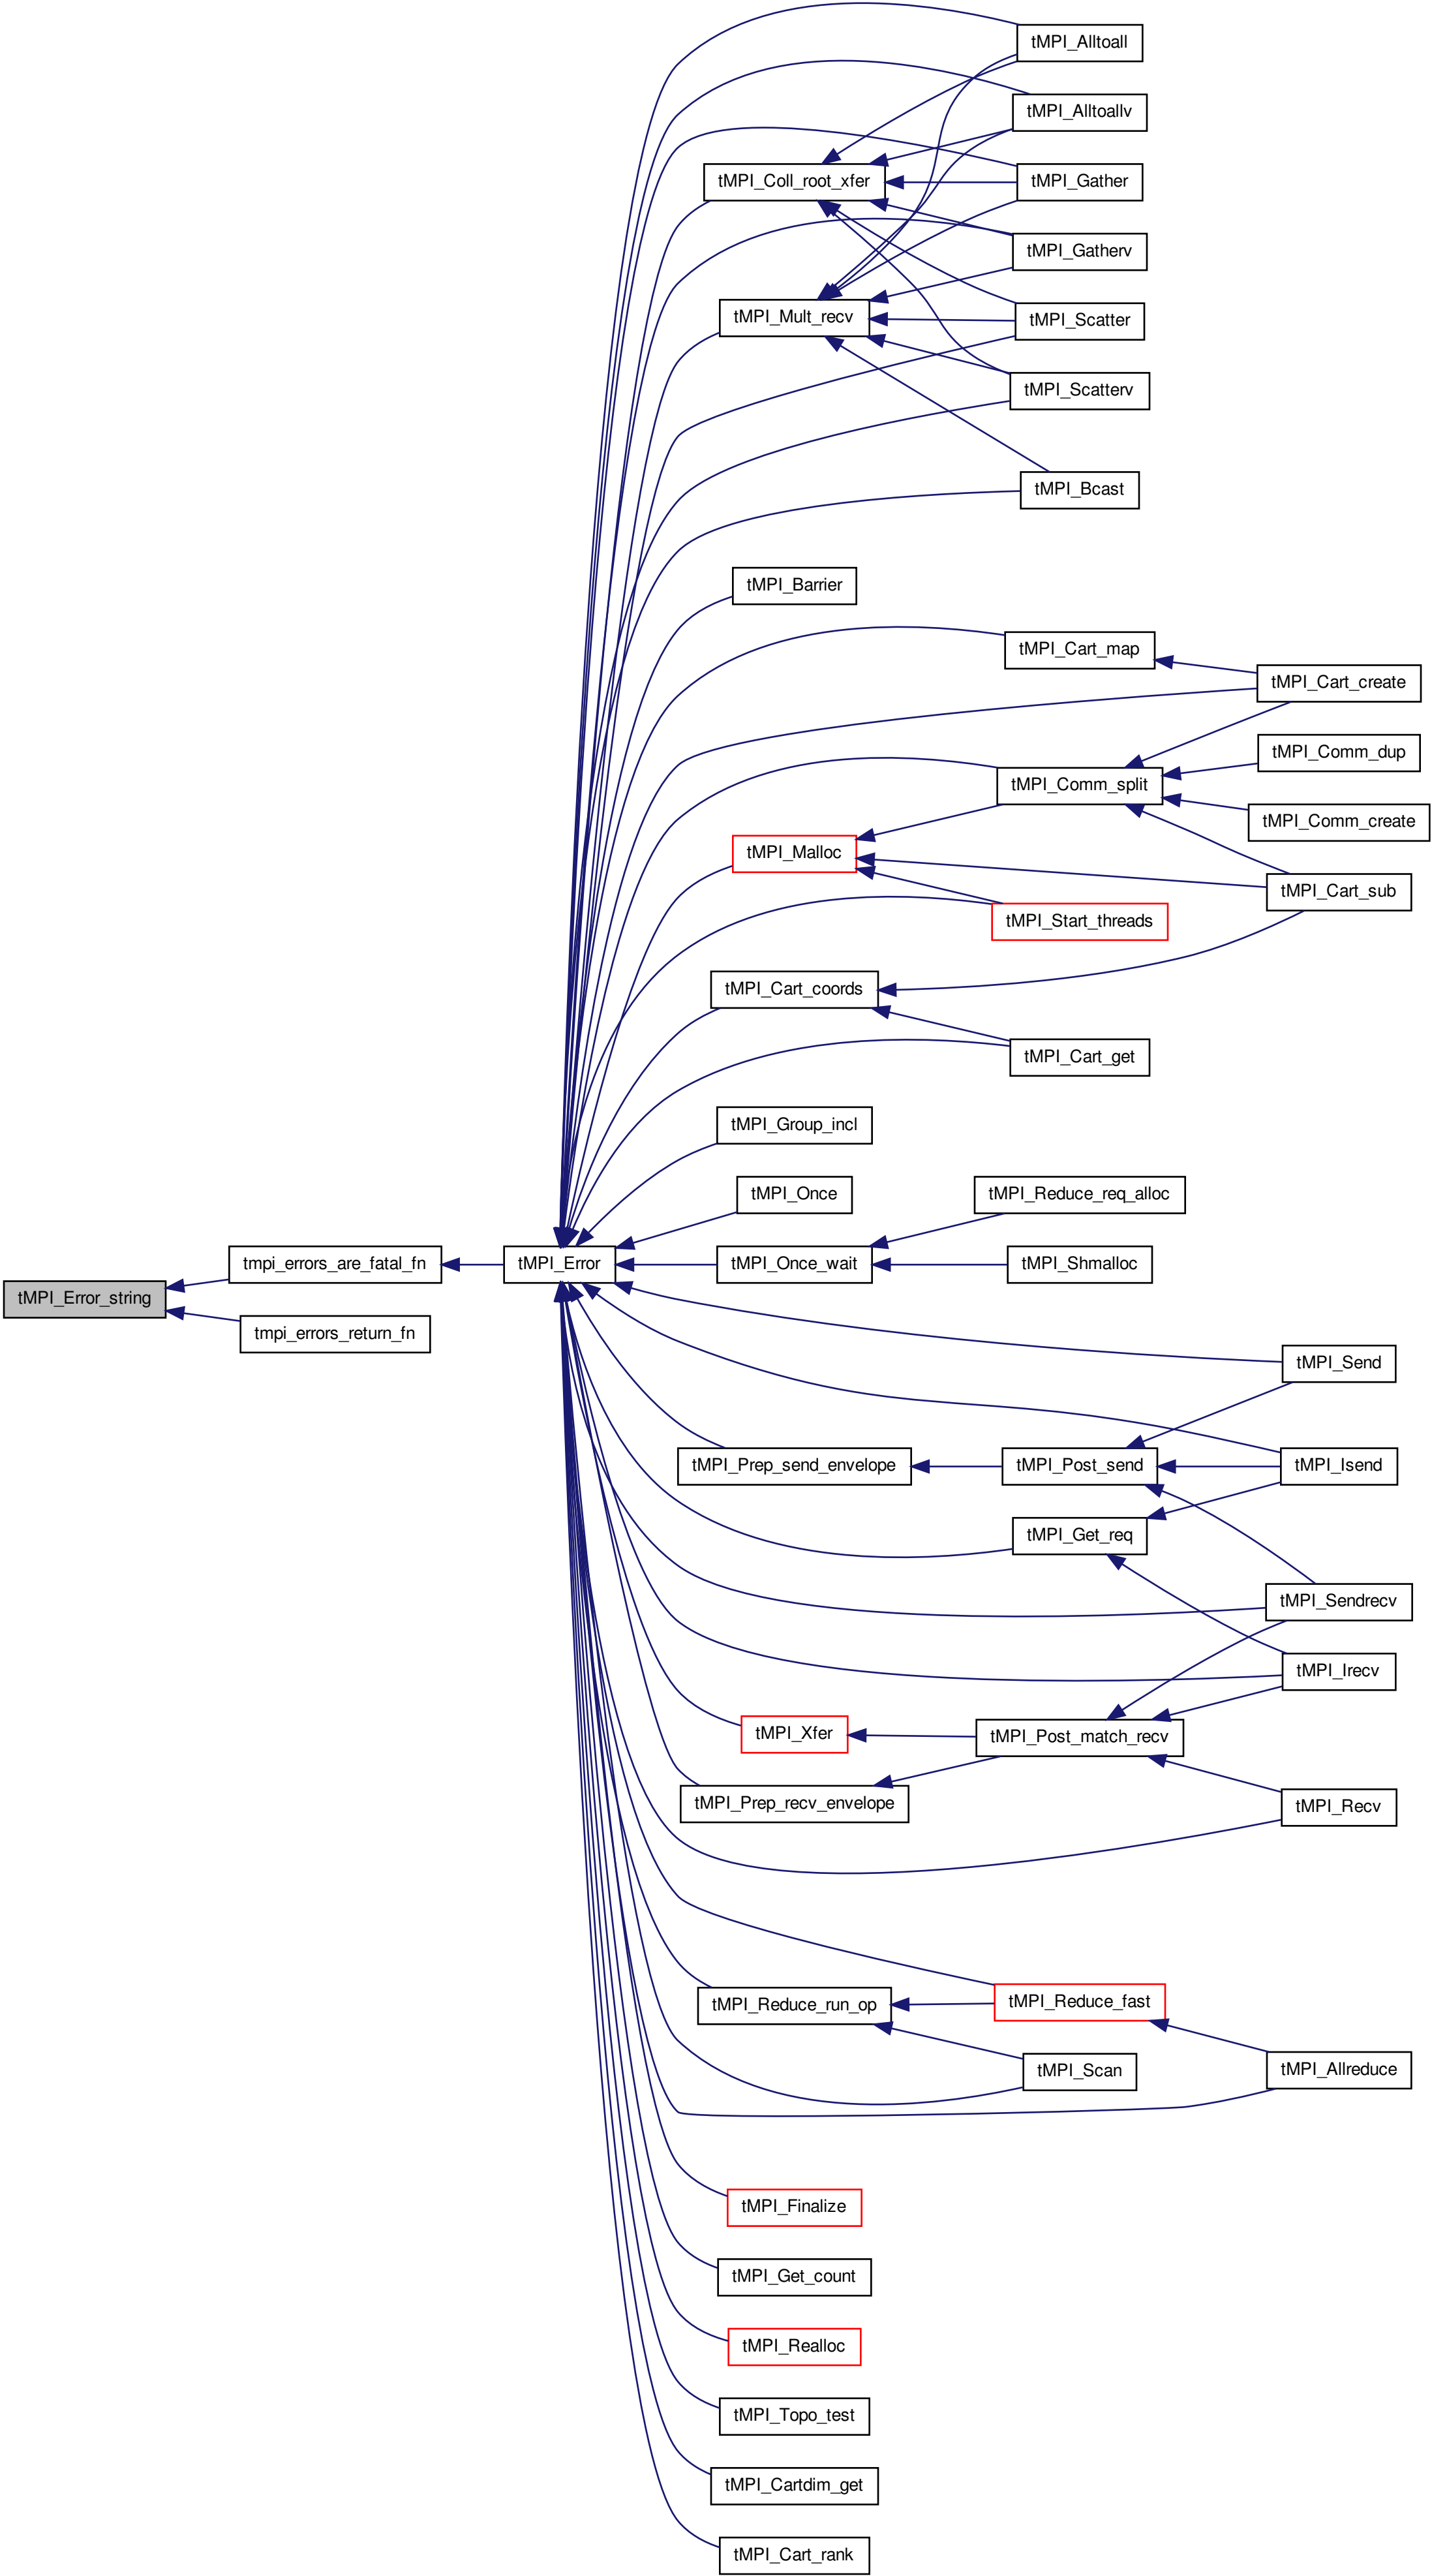 tMPI_Alltoall
tMPI_Alltoallv
tMPI_Coll_root_xfer
tMPI_Gather
tMPI_Gatherv
tMPI_Mult_recv
tMPI_Scatter
tMPI_Scatterv
tMPI_Bcast
tMPI_Barrier
tMPI_Cart_map
tMPI_Cart_create
tMPI_Comm_dup
tMPI_Comm_split
tMPI_Comm_create
tMPI_Malloc
tMPI_Cart_sub
tMPI_Start_threads
tMPI_Cart_coords
tMPI_Cart_get
tMPI_Group_incl
tMPI_Once
tMPI_Reduce_req_alloc
tmpi_errors_are_fatal_fn
tMPI_Error
tMPI_Once_wait
tMPI_Shmalloc
tMPI_Error_string
tmpi_errors_return_fn
tMPI_Send
tMPI_Prep_send_envelope
tMPI_Post_send
tMPI_Isend
tMPI_Get_req
tMPI_Sendrecv
tMPI_Irecv
tMPI_Xfer
tMPI_Post_match_recv
tMPI_Prep_recv_envelope
tMPI_Recv
tMPI_Reduce_run_op
tMPI_Reduce_fast
tMPI_Scan
tMPI_Allreduce
tMPI_Finalize
tMPI_Get_count
tMPI_Realloc
tMPI_Topo_test
tMPI_Cartdim_get
tMPI_Cart_rank